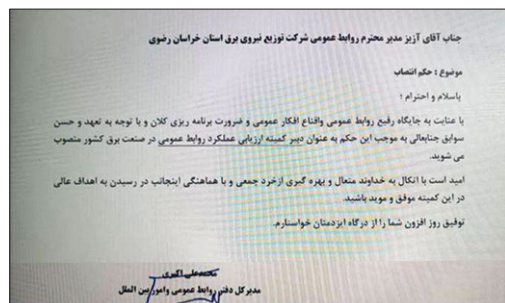 جناب آقای آزیز مدیر محترم روابط عمومی شرکت توزیع نیروی برق استان خراسان رضوی
موضوع : حکم انتصاب
باسلام و احترام ؛
با عنایت به جایگاه رفیع روابط عمومی واقناع افکار عمومی و ضرورت برنامه ریزی کلان و با توجه به تعهد و حسن
سوابق جنابعالی به موجب این حکم به عنوان دبیر کمیته ارزیابی عملکرد روابط عمومی در صنعت برق کشور منصوب
می شوید.
امید است با اتکال به خداوند متعال و بهره گیری ازخرد جمعی و با هماهنگی اینجانب در رسیدن به اهداف عالی
در این کمیته موفق و موید باشید.
توفیق روز افزون شما را از درگاه ایزدمنان خواستارم.
محمدعلی اکبری
مدیرکل دفتر روابط عمومی وامور بین الملل